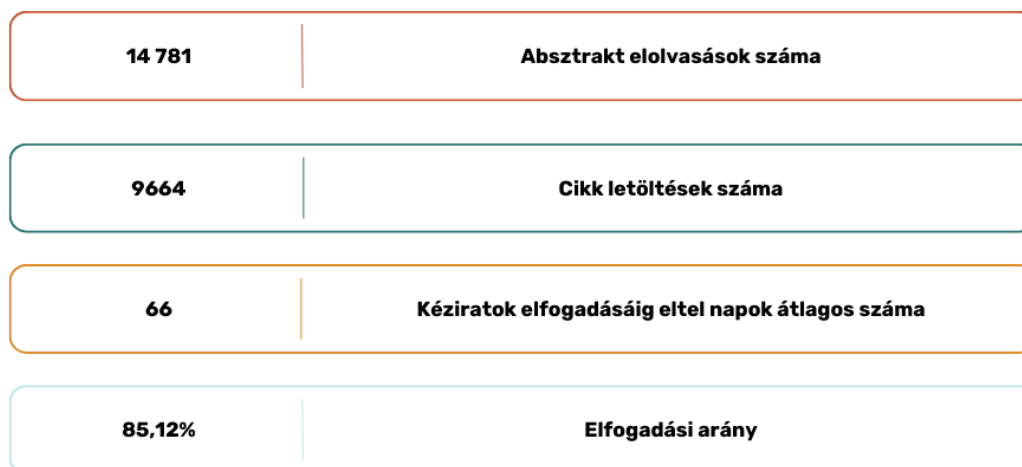 14 781 Absztrakt elolvasások száma
9664 Cikk letöltések száma
66 Kéziratok elfogadásáig eltel napok átlagos száma
85,12% Elfogadási arány